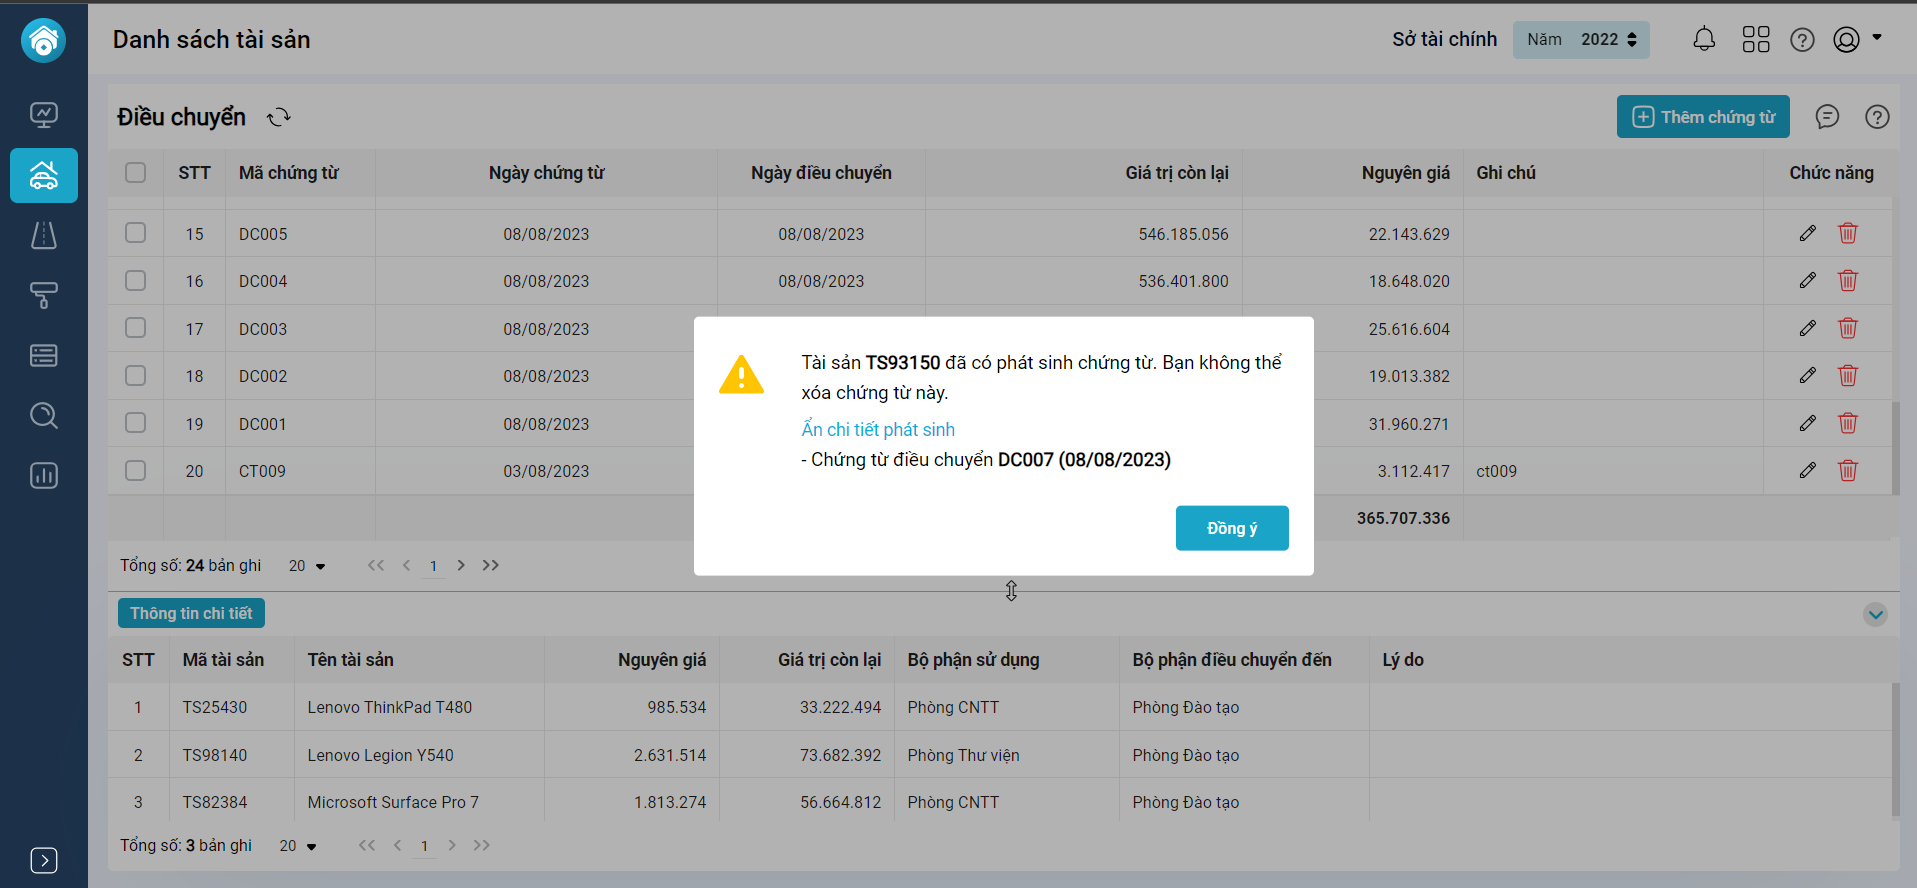 Danh sách tài sản
Sở tài chính
Năm 2022
Điều chuyển
Thêm chứng từ
STT Mã chứng từ Ngày chứng từ Ngày điều chuyển Giá trị còn lại Nguyên giá Ghi chú Chức năng
15 DC005 08/08/2023 08/08/2023 546.185.056 22.143.629
16 DC004 08/08/2023 08/08/2023 536.401.800 18.648.020
17 DC003 08/08/2023 25.616.604
18 DC002 08/08/2023 19.013.382
19 DC001 08/08/2023 31.960.271
20 CT009 03/08/2023 3.112.417 ct009
365.707.336
Tài sản TS93150 đã có phát sinh chứng từ. Bạn không thể
xóa chứng từ này.
Ẩn chi tiết phát sinh
- Chứng từ điều chuyển DC007 (08/08/2023)
Đồng ý
Tổng số: 24 bản ghi 20 1
Thông tin chi tiết
STT Mã tài sản Tên tài sản Nguyên giá Giá trị còn lại Bộ phận sử dụng Bộ phận điều chuyển đến Lý do
1 TS25430 Lenovo ThinkPad T480 985.534 33.222.494 Phòng CNTT Phòng Đào tạo
2 TS98140 Lenovo Legion Y540 2.631.514 73.682.392 Phòng Thư viện Phòng Đào tạo
3 TS82384 Microsoft Surface Pro 7 1.813.274 56.664.812 Phòng CNTT Phòng Đào tạo
Tổng số: 3 bản ghi 20 1